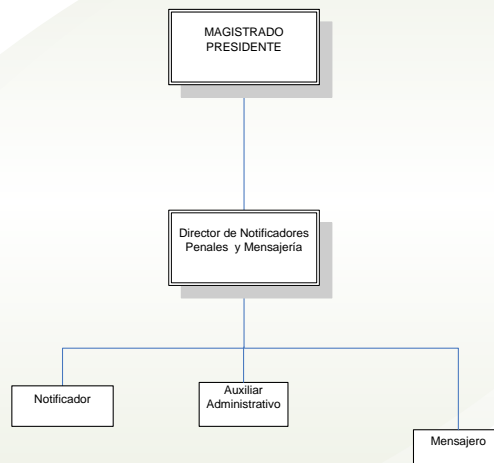 MAGISTRADO
PRESIDENTE
Director de Notificadores
Penales y Mensajería
Notificador
Auxiliar
Administrativo
Mensajero